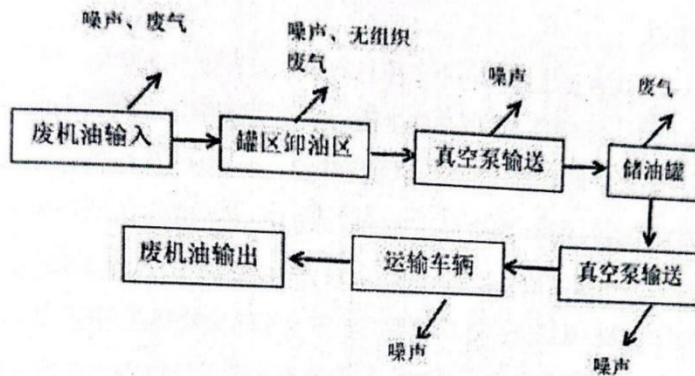 噪声、废气
噪声、无组织
废气
噪声
废气
废机油输入
罐区卸油区
真空泵输送
储油罐
废机油输出
运输车辆
真空泵输送
噪声
噪声